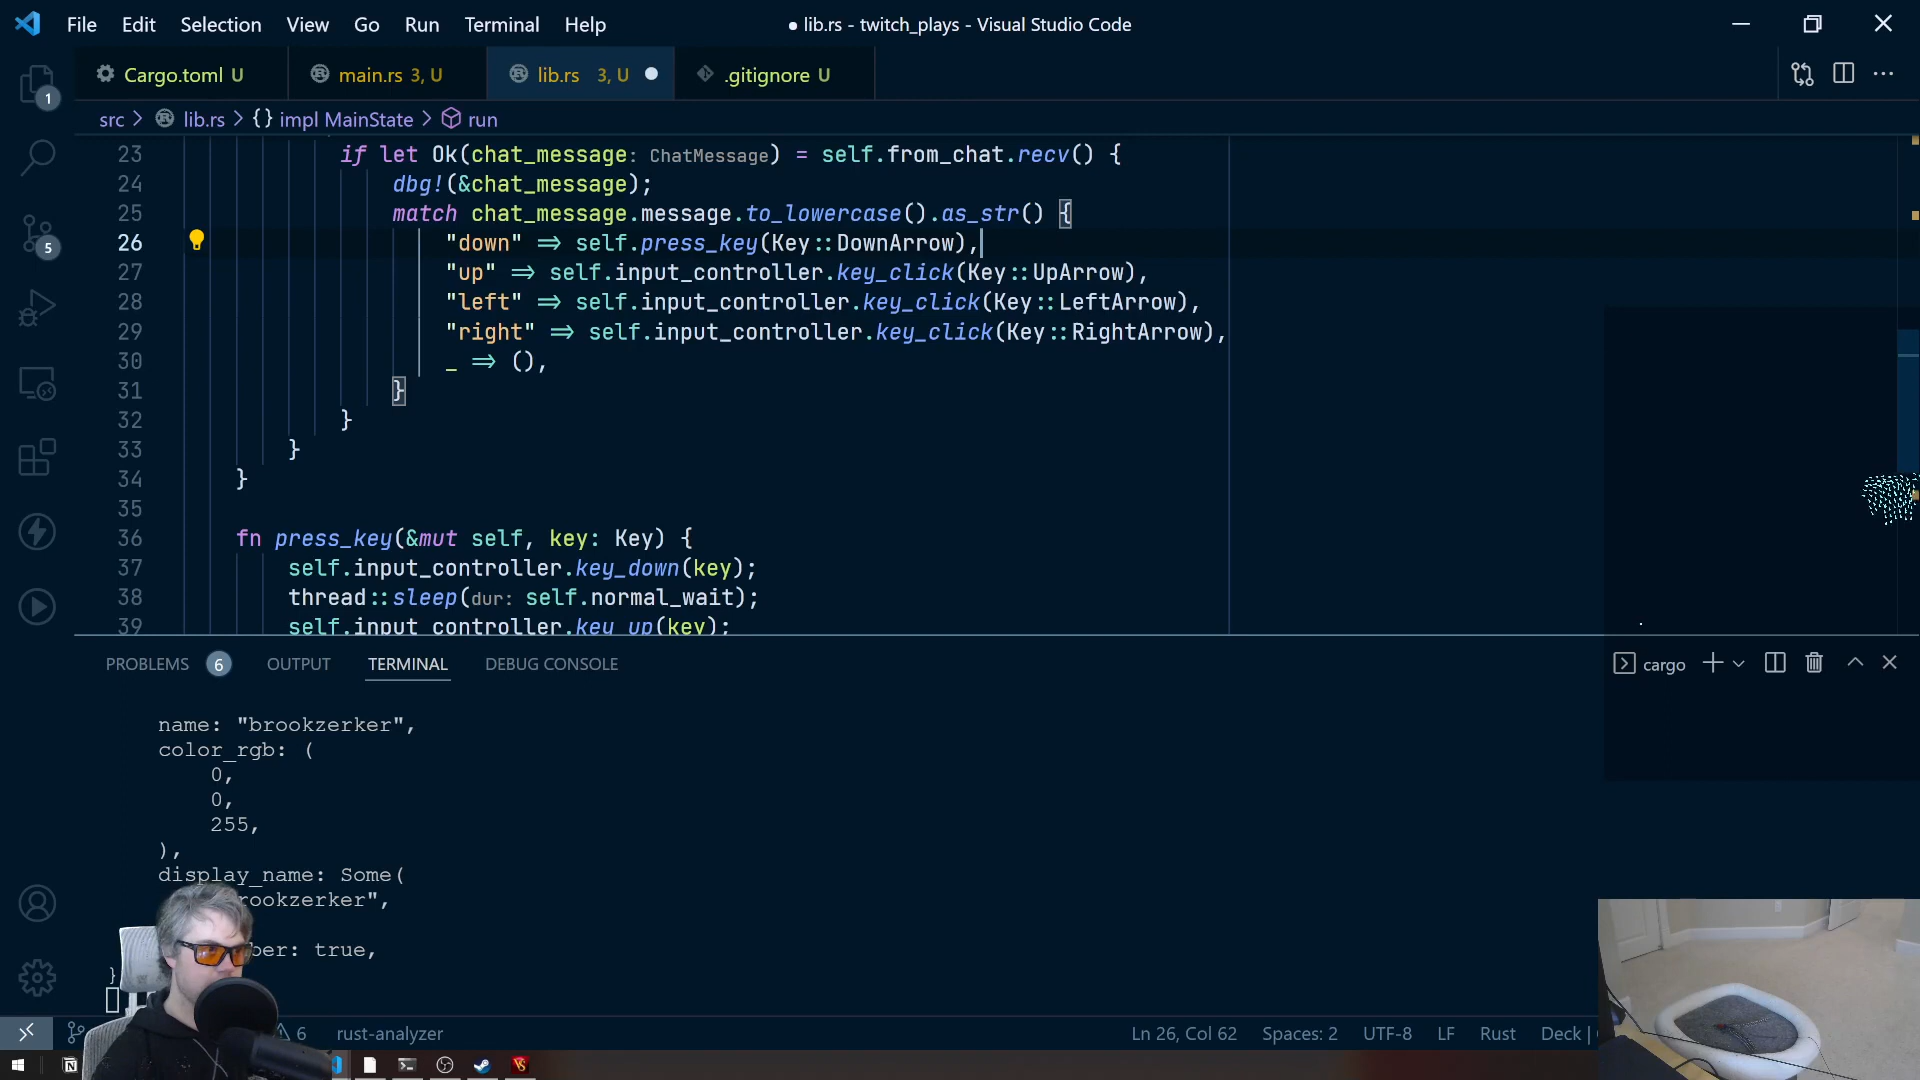 File Edit Selection View Go Run Terminal Help ● lib.rs - twitch_plays - Visual Studio Code
Cargo.toml U main.rs 3, U lib.rs 3, U .gitignore U
src > lib.rs > {} impl MainState > run
23 if let Ok(chat_message: ChatMessage) = self.from_chat.recv() {
24 dbg!(&chat_message);
25 match chat_message.message.to_lowercase().as_str() {
26 "down" => self.press_key(Key::DownArrow),
27 "up" => self.input_controller.key_click(Key::UpArrow),
28 "left" => self.input_controller.key_click(Key::LeftArrow),
29 "right" => self.input_controller.key_click(Key::RightArrow),
30 _ => (),
31 }
32 }
33 }
34 }
35
36 fn press_key(&mut self, key: Key) {
37 self.input_controller.key_down(key);
38 thread::sleep(dur: self.normal_wait);
39 self.input_controller.key_up(key);
1
5
PROBLEMS 6 OUTPUT TERMINAL DEBUG CONSOLE
cargo
name: "brookzerker",
color_rgb: (
0,
0,
255,
),
display_name: Some(
rookzerker",
ber: true,
}
6 rust-analyzer Ln 26, Col 62 Spaces: 2 UTF-8 LF Rust Deck |